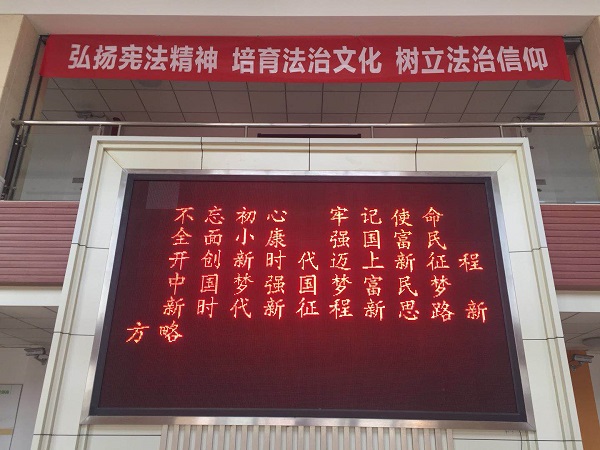 弘扬宪法精神 培育法治文化 树立法治信仰
不忘初心 牢记使命
全面小康 强国富民
开创新时代迈上新征程
中国梦强国梦富民梦
新时代新征程新思路新
方略